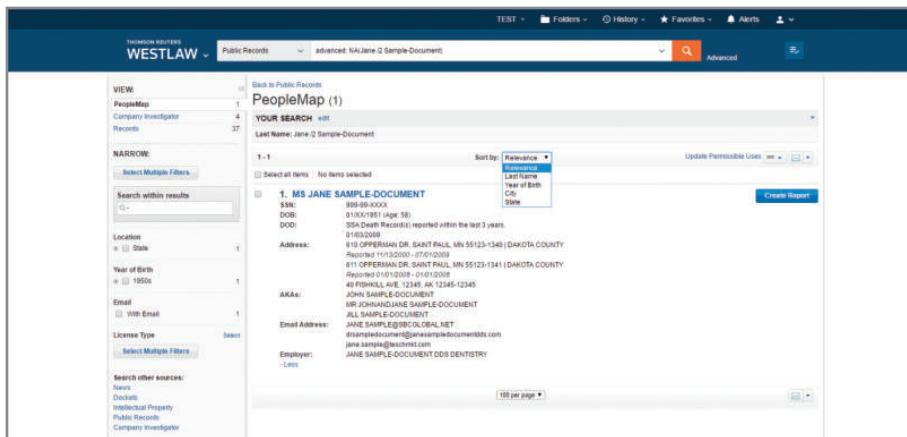 TEST Folders History Favorites Alerts
THOMSON REUTERS
WESTLAW
Public Records
advanced: NA(Jane /2 Sample-Document)
Advanced
VIEW:
PeopleMap 1
Company Investigator 4
Records 37
NARROW:
Select Multiple Filters
Search within results
Location
State 1
Year of Birth
1950s 1
Email
With Email 1
License Type Select
Select Multiple Filters
Search other sources:
News
Dockets
Intellectual Property
Public Records
Company Investigator
Back to Public Records
PeopleMap (1)
YOUR SEARCH edit
Last Name: Jane /2 Sample-Document
1 - 1
Sort by: Relevance
Relevance
Last Name
Year of Birth
City
State
Update Permissible Uses
Select all items No items selected
1. MS JANE SAMPLE-DOCUMENT
Create Report
SSN: 999-99-XXXX
DOB: 01/XX/1951 (Age: 58)
DOD: SSA Death Record(s) reported within the last 3 years.
01/03/2009
Address: 610 OPPERMAN DR, SAINT PAUL, MN 55123-1340 | DAKOTA COUNTY
Reported 11/13/2000 - 07/01/2009
611 OPPERMAN DR, SAINT PAUL, MN 55123-1341 | DAKOTA COUNTY
Reported 01/01/2008 - 01/01/2008
40 FISHKILL AVE, 12345, AK 12345-12345
AKAs: JOHN SAMPLE-DOCUMENT
MR JOHNANDJANE SAMPLE-DOCUMENT
JILL SAMPLE-DOCUMENT
Email Address: JANE.SAMPLE@SBCGLOBAL.NET
drsampledocument@janesampledocumentdds.com
jane.sample@teschmkt.com
Employer: JANE SAMPLE-DOCUMENT DDS DENTISTRY
- Less
100 per page